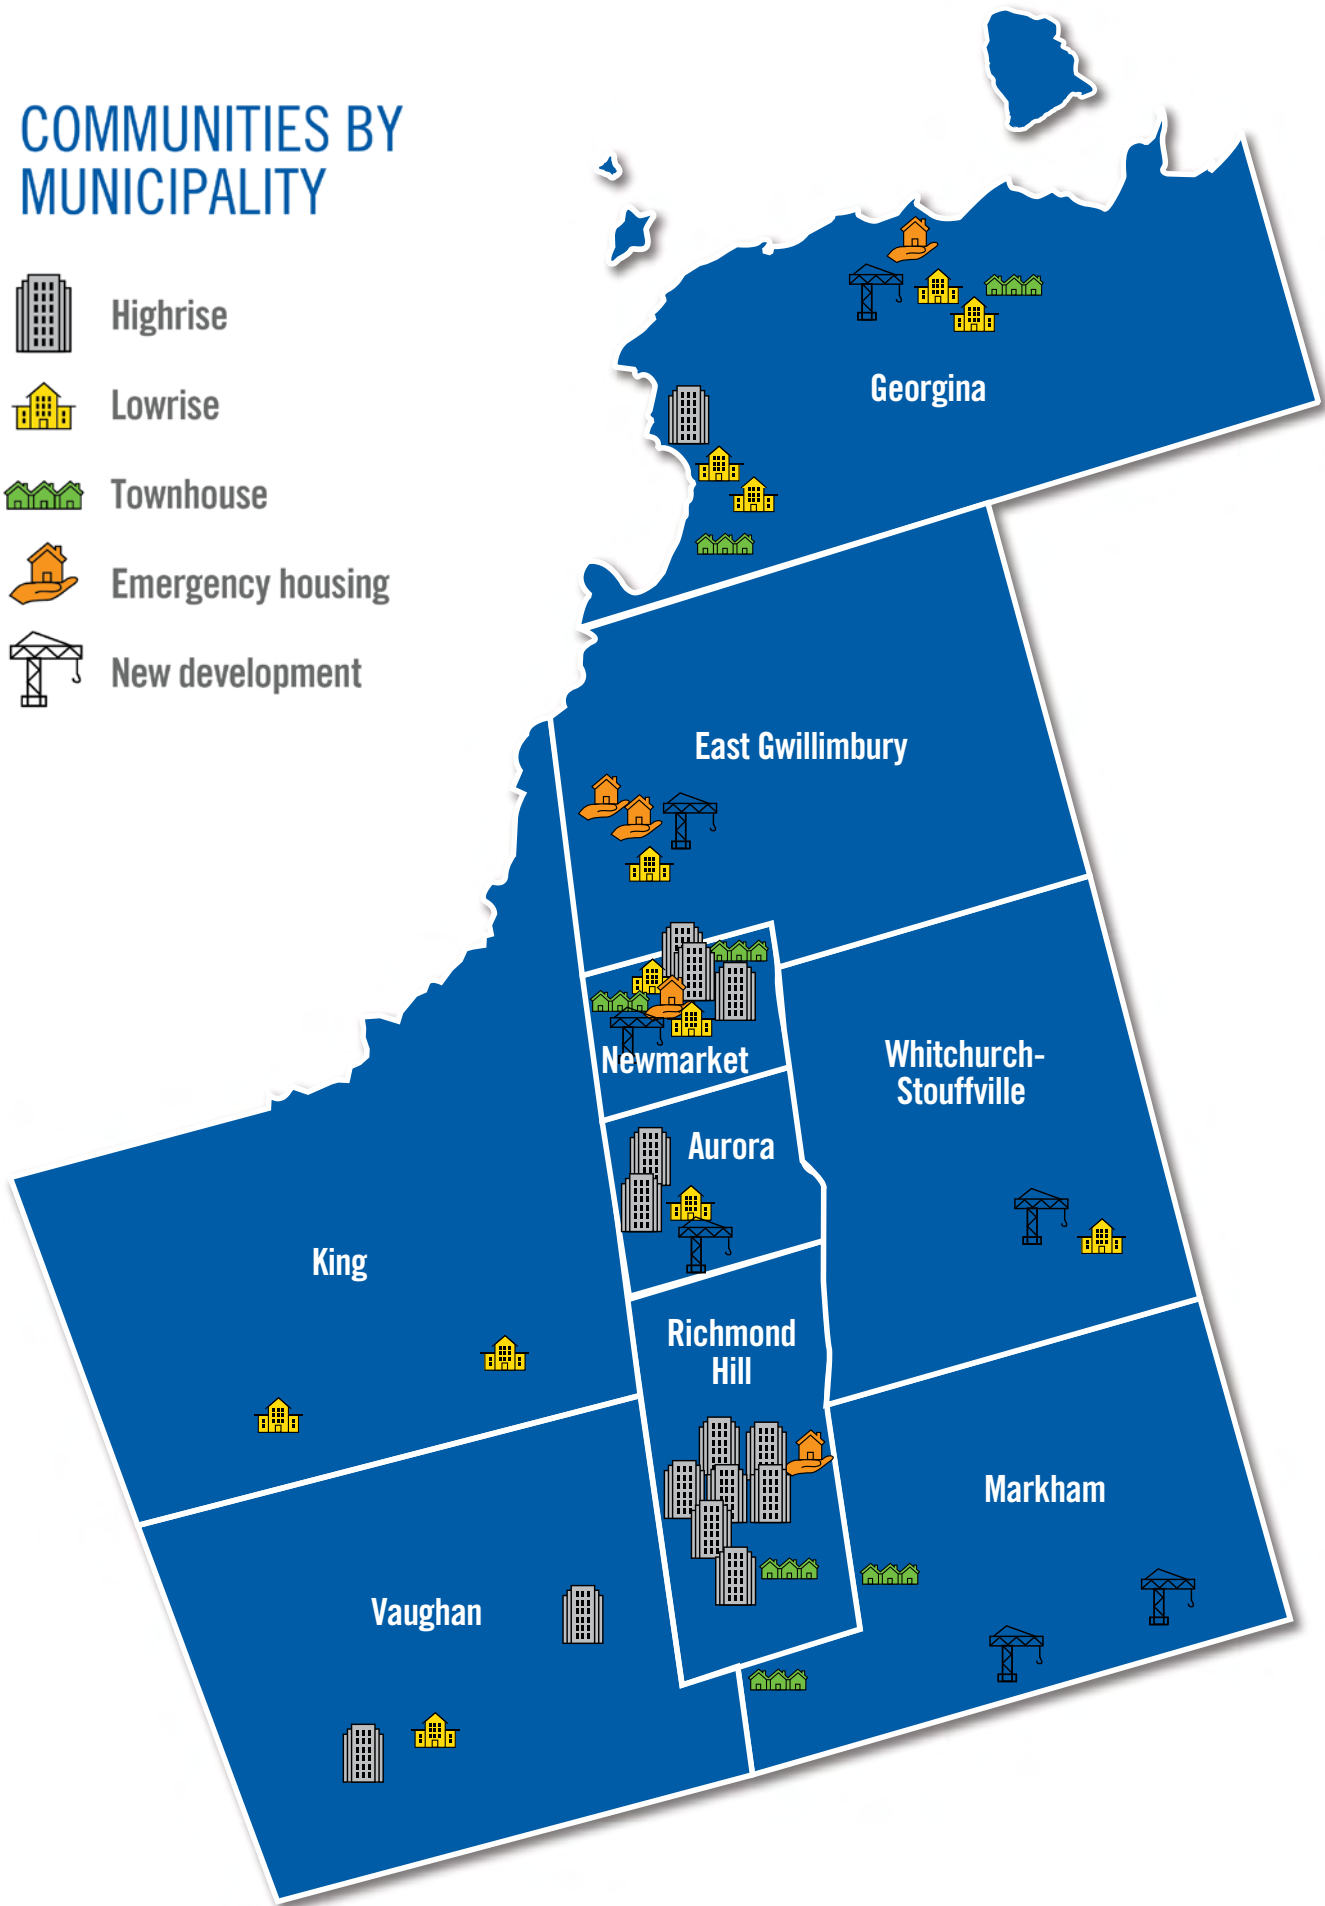 COMMUNITIES BY
MUNICIPALITY
Highrise
Lowrise
Townhouse
Emergency housing
New development
Georgina
East Gwillimbury
Newmarket
Whitchurch-
Stouffville
Aurora
King
Richmond
Hill
Markham
Vaughan